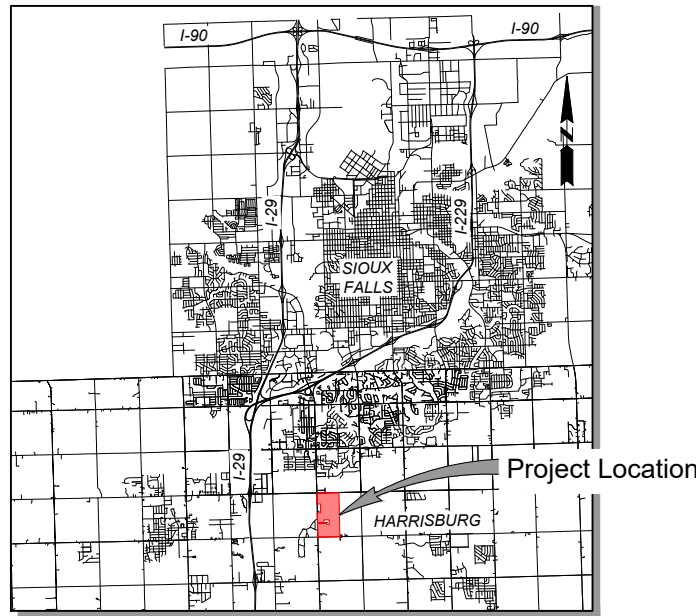 I-90
I-90
N
I-29
I-229
SIOUX
FALLS
I-29
Project Location
HARRISBURG